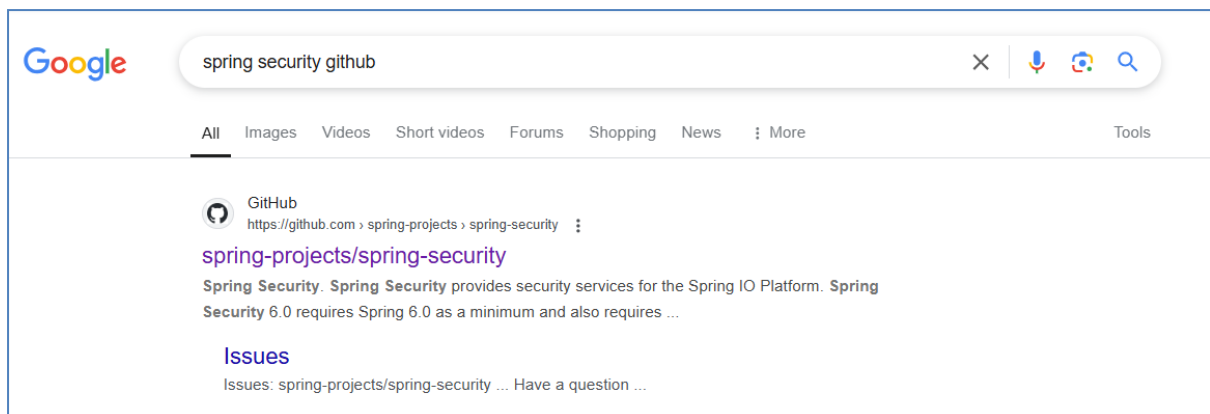 Google
spring security github
All Images Videos Short videos Forums Shopping News More Tools
GitHub
https://github.com › spring-projects › spring-security
spring-projects/spring-security
Spring Security. Spring Security provides security services for the Spring IO Platform. Spring
Security 6.0 requires Spring 6.0 as a minimum and also requires ...
Issues
Issues: spring-projects/spring-security ... Have a question ...